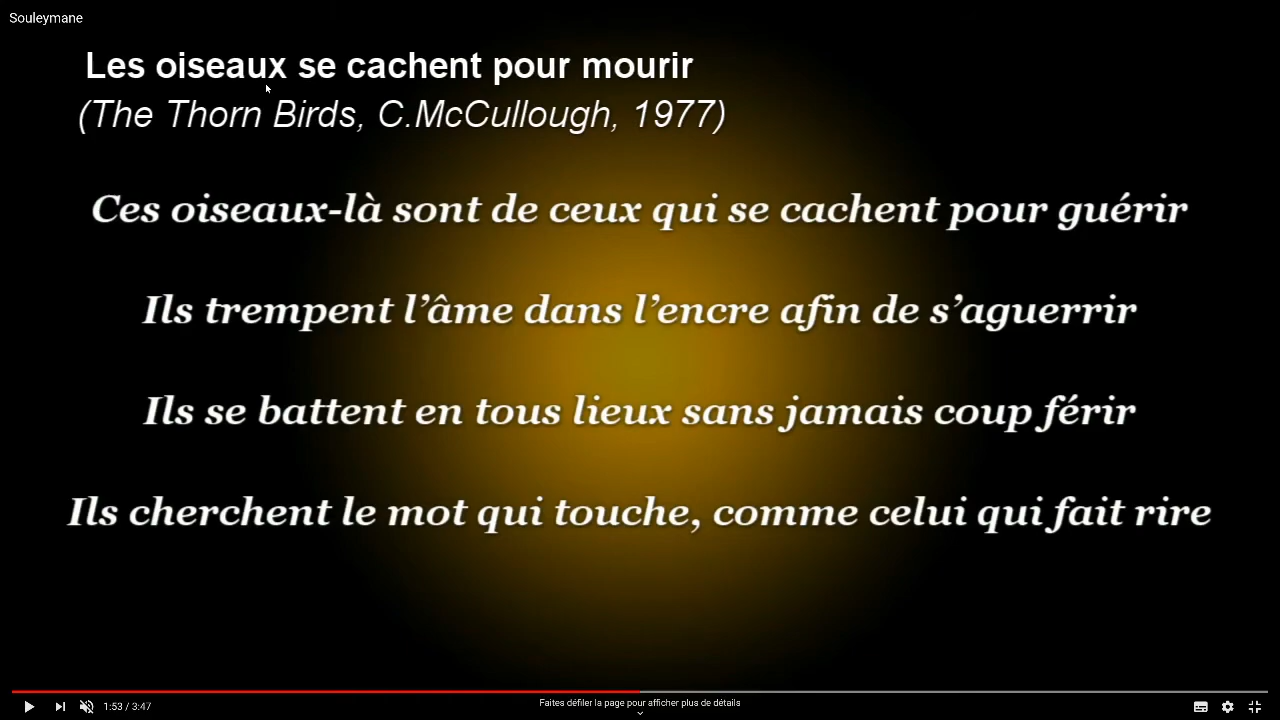 Souleymane
Les oiseaux se cachent pour mourir
(The Thorn Birds, C.McCullough, 1977)
Ces oiseaux-là sont de ceux qui se cachent pour guérir
Ils trempent l’âme dans l’encre afin de s’aguerrir
Ils se battent en tous lieux sans jamais coup férir
Ils cherchent le mot qui touche, comme celui qui fait rire
1:53 / 3:47
Faites défiler la page pour afficher plus de détails